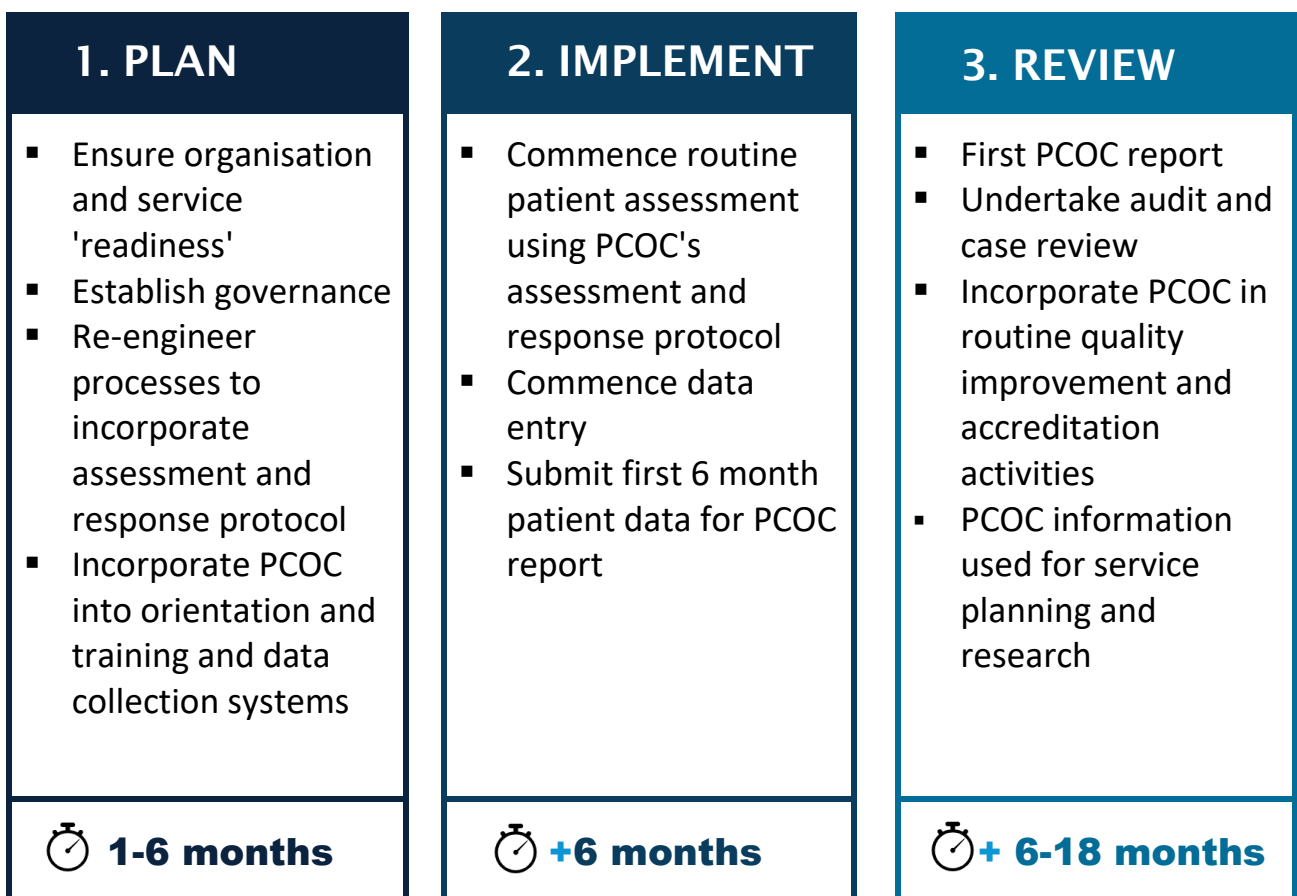 1. PLAN
▪ Ensure organisation
and service
'readiness'
▪ Establish governance
▪ Re-engineer
processes to
incorporate
assessment and
response protocol
▪ Incorporate PCOC
into orientation and
training and data
collection systems
1-6 months
2. IMPLEMENT
▪ Commence routine
patient assessment
using PCOC's
assessment and
response protocol
▪ Commence data
entry
▪ Submit first 6 month
patient data for PCOC
report
+6 months
3. REVIEW
▪ First PCOC report
▪ Undertake audit and
case review
▪ Incorporate PCOC in
routine quality
improvement and
accreditation
activities
▪ PCOC information
used for service
planning and
research
+ 6-18 months